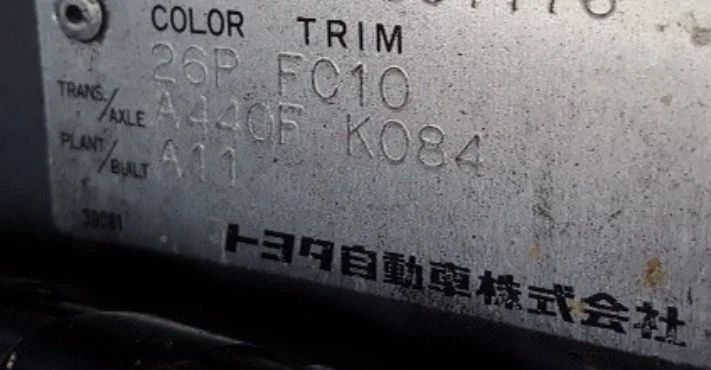 COLOR TRIM
26P FC10
TRANS/AXLE A440F K084
PLANT/BUILT A11
トヨタ自動車株式会社